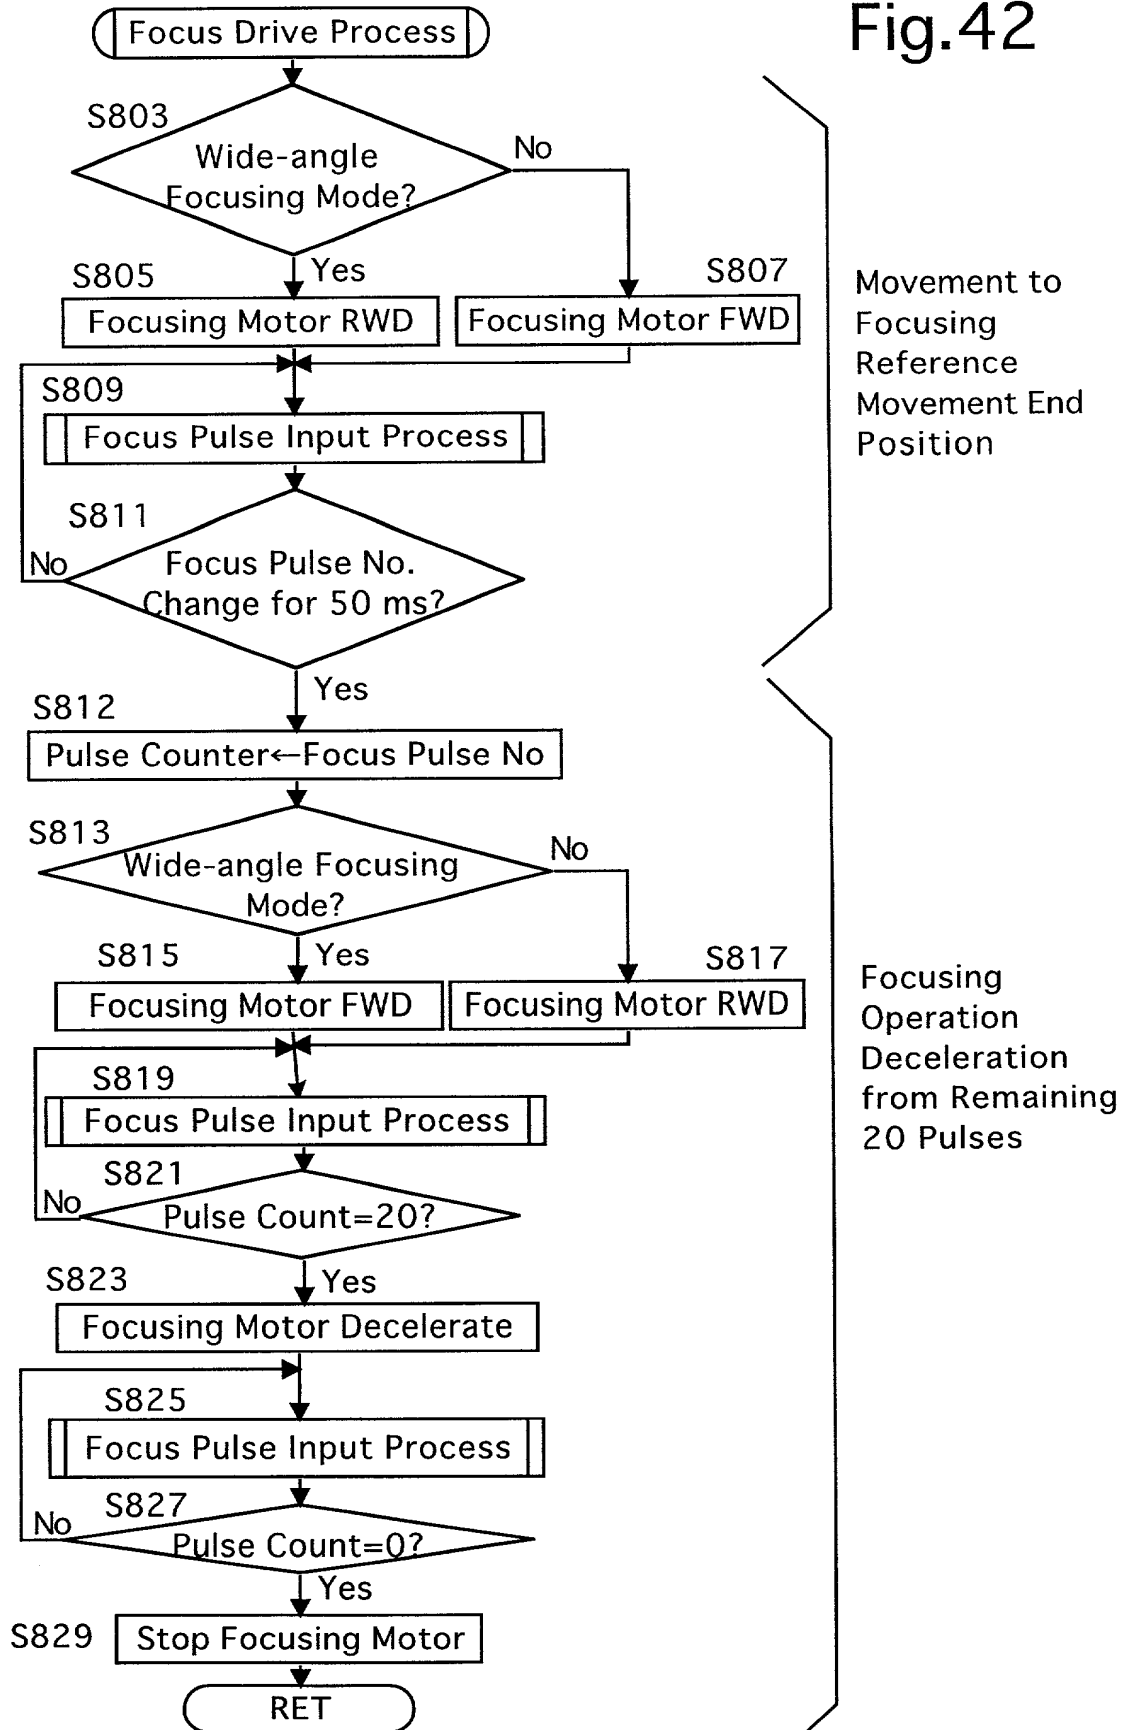 Fig.42
Focus Drive Process
S803
Wide-angle
Focusing Mode?
No
Yes
S805
Focusing Motor RWD
S807
Focusing Motor FWD
S809
Focus Pulse Input Process
S811
Focus Pulse No.
Change for 50 ms?
No
Yes
Movement to
Focusing
Reference
Movement End
Position
S812
Pulse Counter←Focus Pulse No
S813
Wide-angle Focusing
Mode?
No
Yes
S815
Focusing Motor FWD
S817
Focusing Motor RWD
S819
Focus Pulse Input Process
S821
Pulse Count=20?
No
Yes
S823
Focusing Motor Decelerate
S825
Focus Pulse Input Process
S827
Pulse Count=0?
No
Yes
S829
Stop Focusing Motor
RET
Focusing
Operation
Deceleration
from Remaining
20 Pulses